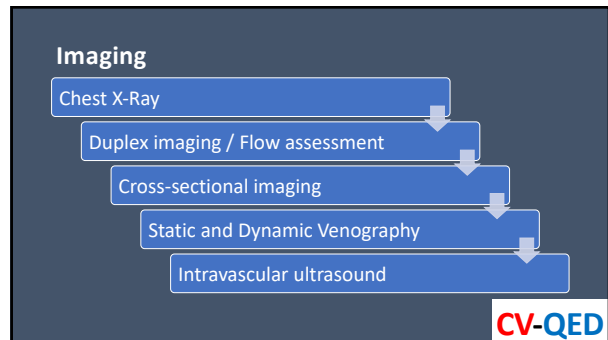 Imaging
Chest X-Ray
Duplex imaging / Flow assessment
Cross-sectional imaging
Static and Dynamic Venography
Intravascular ultrasound
CV-QED